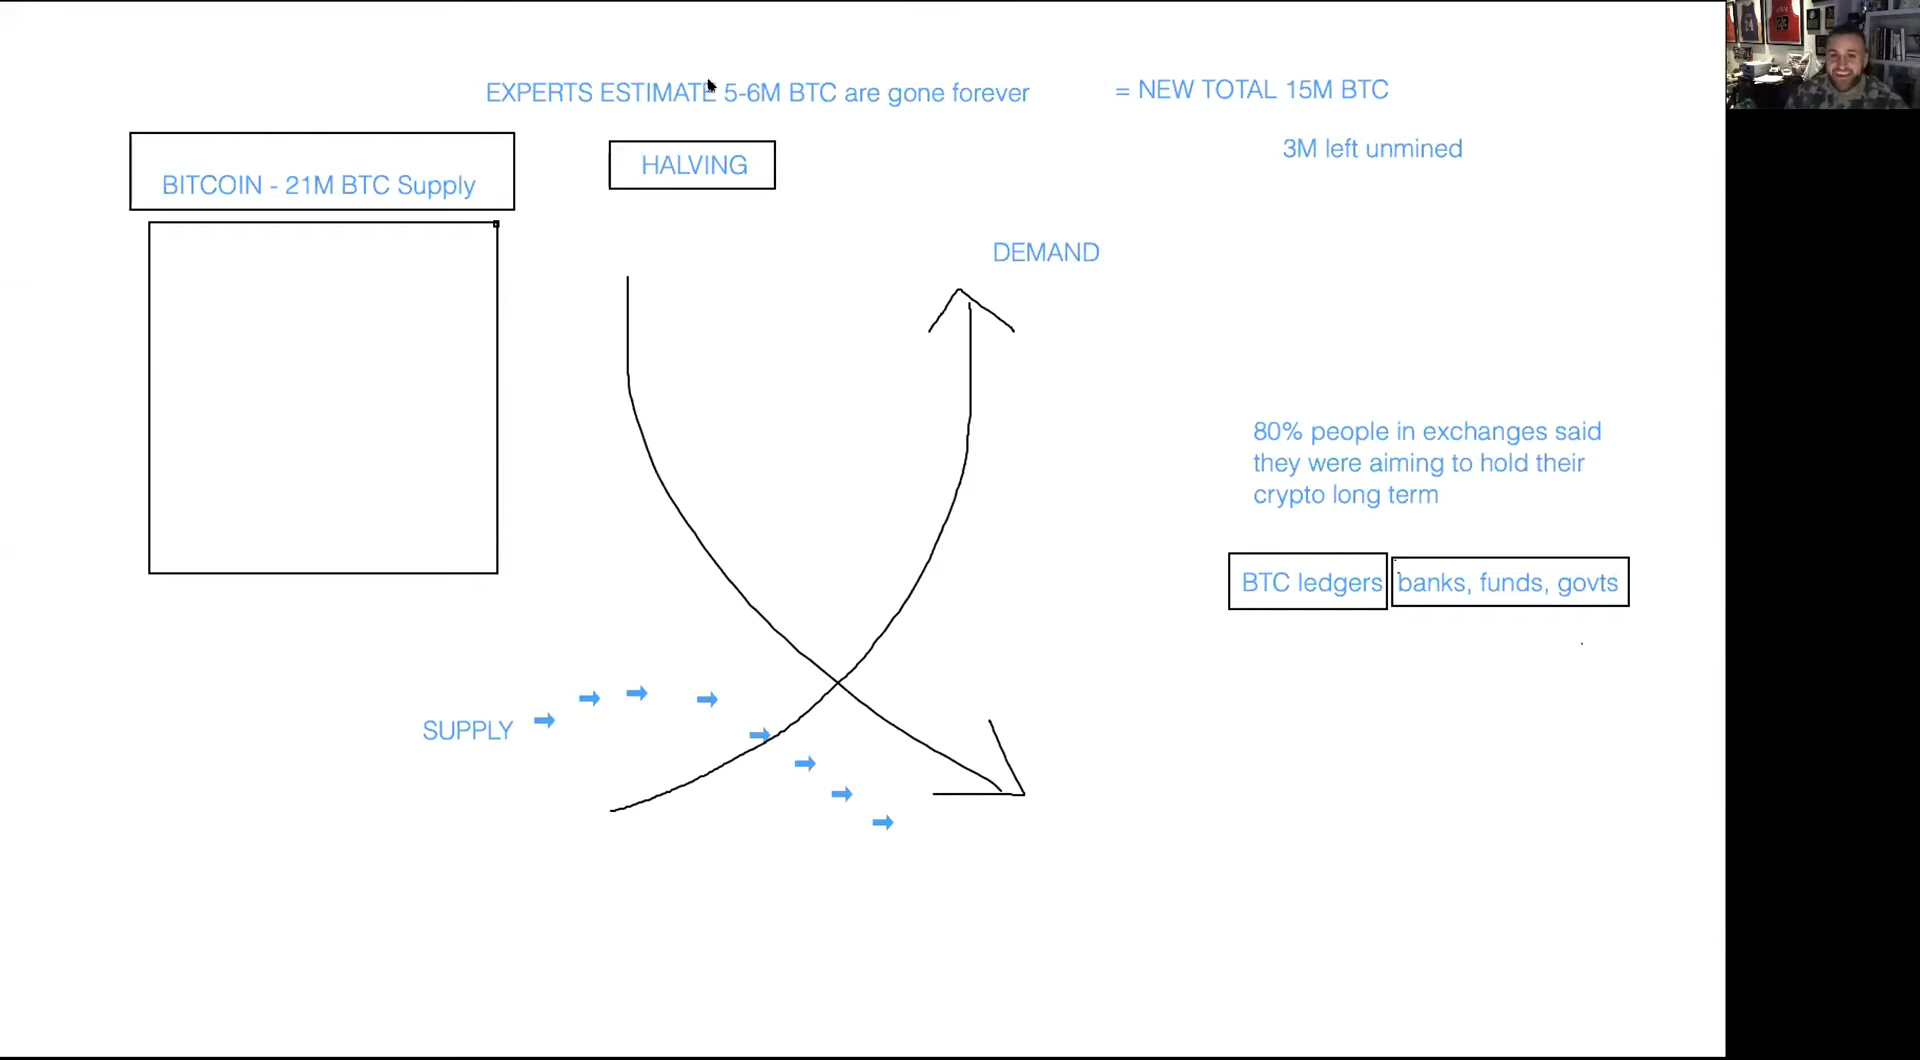 EXPERTS ESTIMATE 5-6M BTC are gone forever
= NEW TOTAL 15M BTC
3M left unmined
BITCOIN - 21M BTC Supply
HALVING
DEMAND
80% people in exchanges said
they were aiming to hold their
crypto long term
BTC ledgers
banks, funds, govts
SUPPLY
23
24